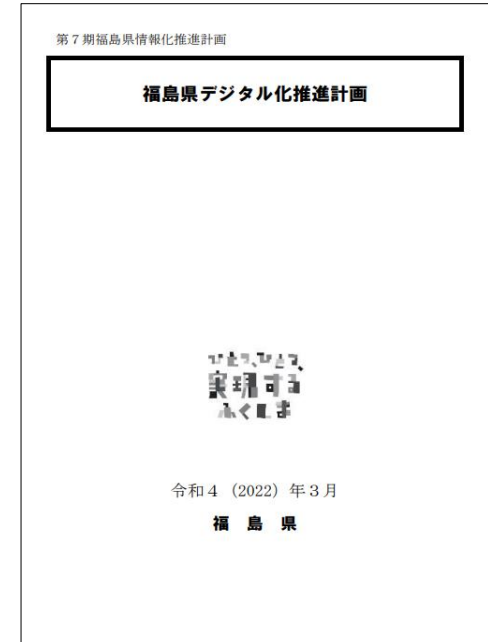 第７期福島県情報化推進計画
福島県デジタル化推進計画
ひとつ、ひとつ、
実現する
ふくしま
令和４（2022）年３月
福 島 県